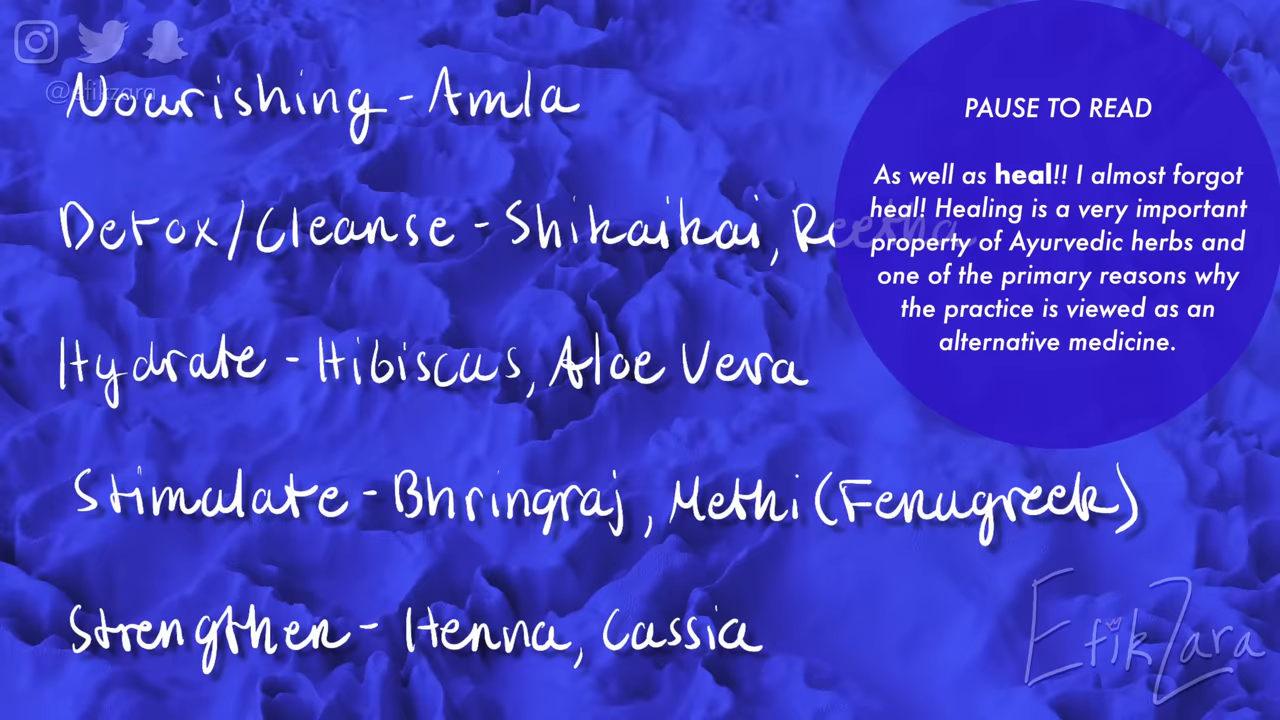 @efikzara
Nourishing - Amla
Detox/Cleanse - Shikaikai, Reetha
Hydrate - Hibiscus, Aloe Vera
Stimulate - Bhringraj, Methi (Fenugreek)
Strengthen - Henna, Cassia
PAUSE TO READ
As well as heal!! I almost forgot
heal! Healing is a very important
property of Ayurvedic herbs and
one of the primary reasons why
the practice is viewed as an
alternative medicine.
EfikZara